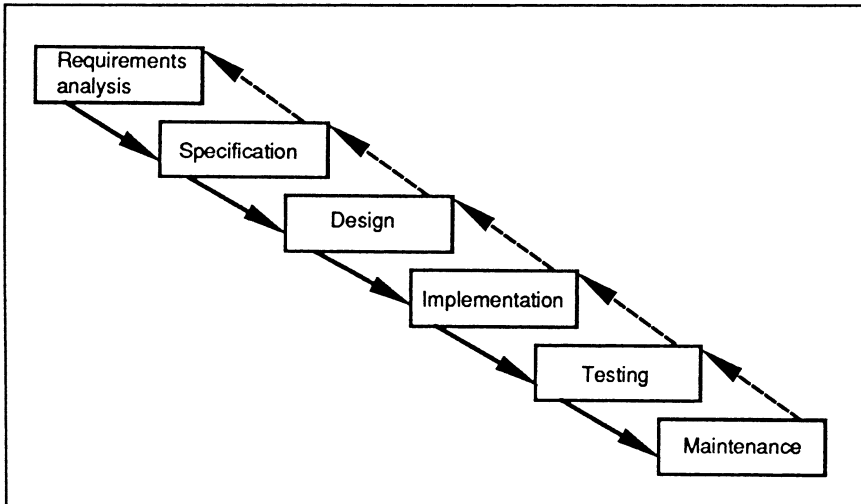 Requirements
analysis
Specification
Design
Implementation
Testing
Maintenance